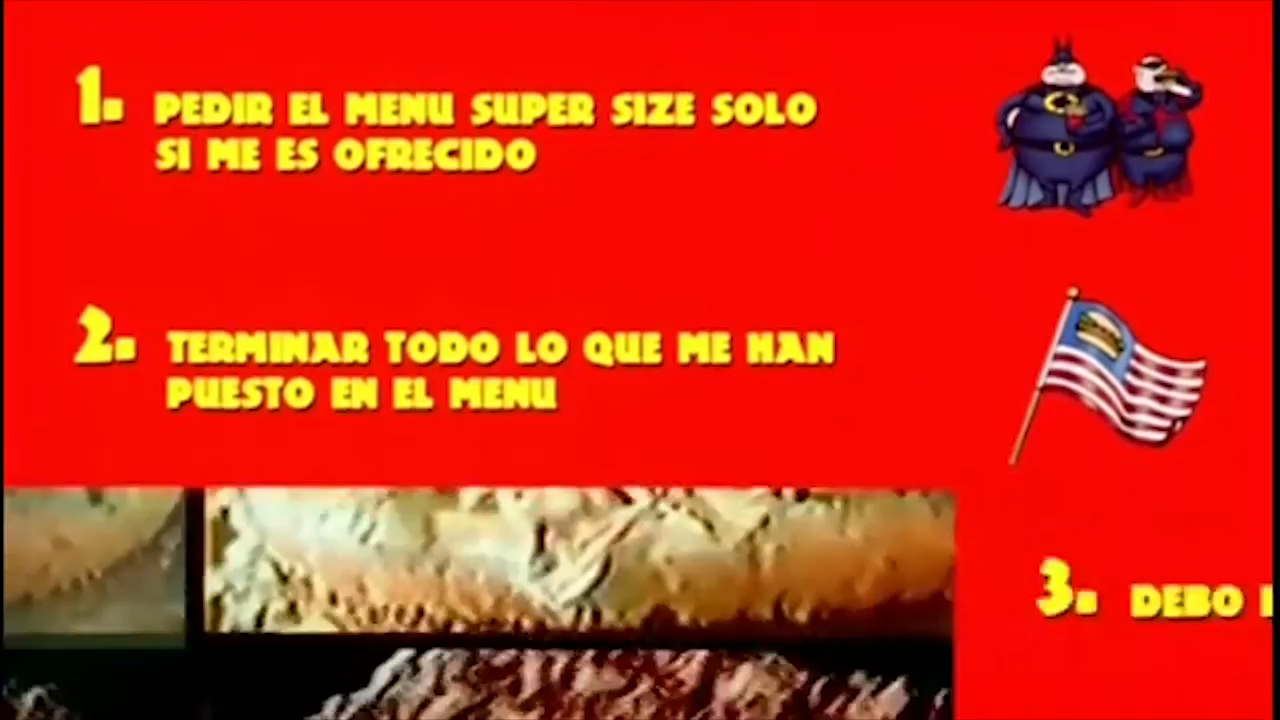 1. PEDIR EL MENU SUPER SIZE SOLO
SI ME ES OFRECIDO
2. TERMINAR TODO LO QUE ME HAN
PUESTO EN EL MENU
3. DEBO